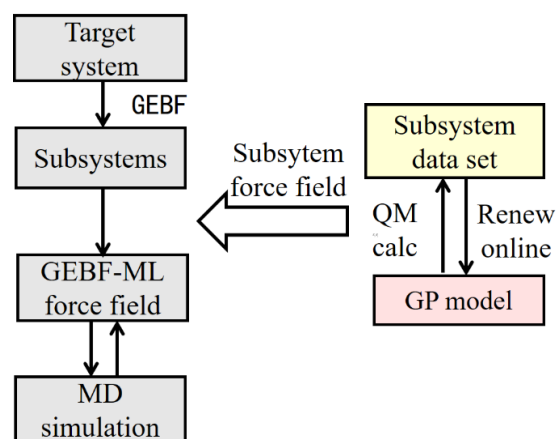 Target
system
GEBF
Subsystems
GEBF-ML
force field
MD
simulation
Subsytem
force field
Subsystem
data set
QM
calc
Renew
online
GP model